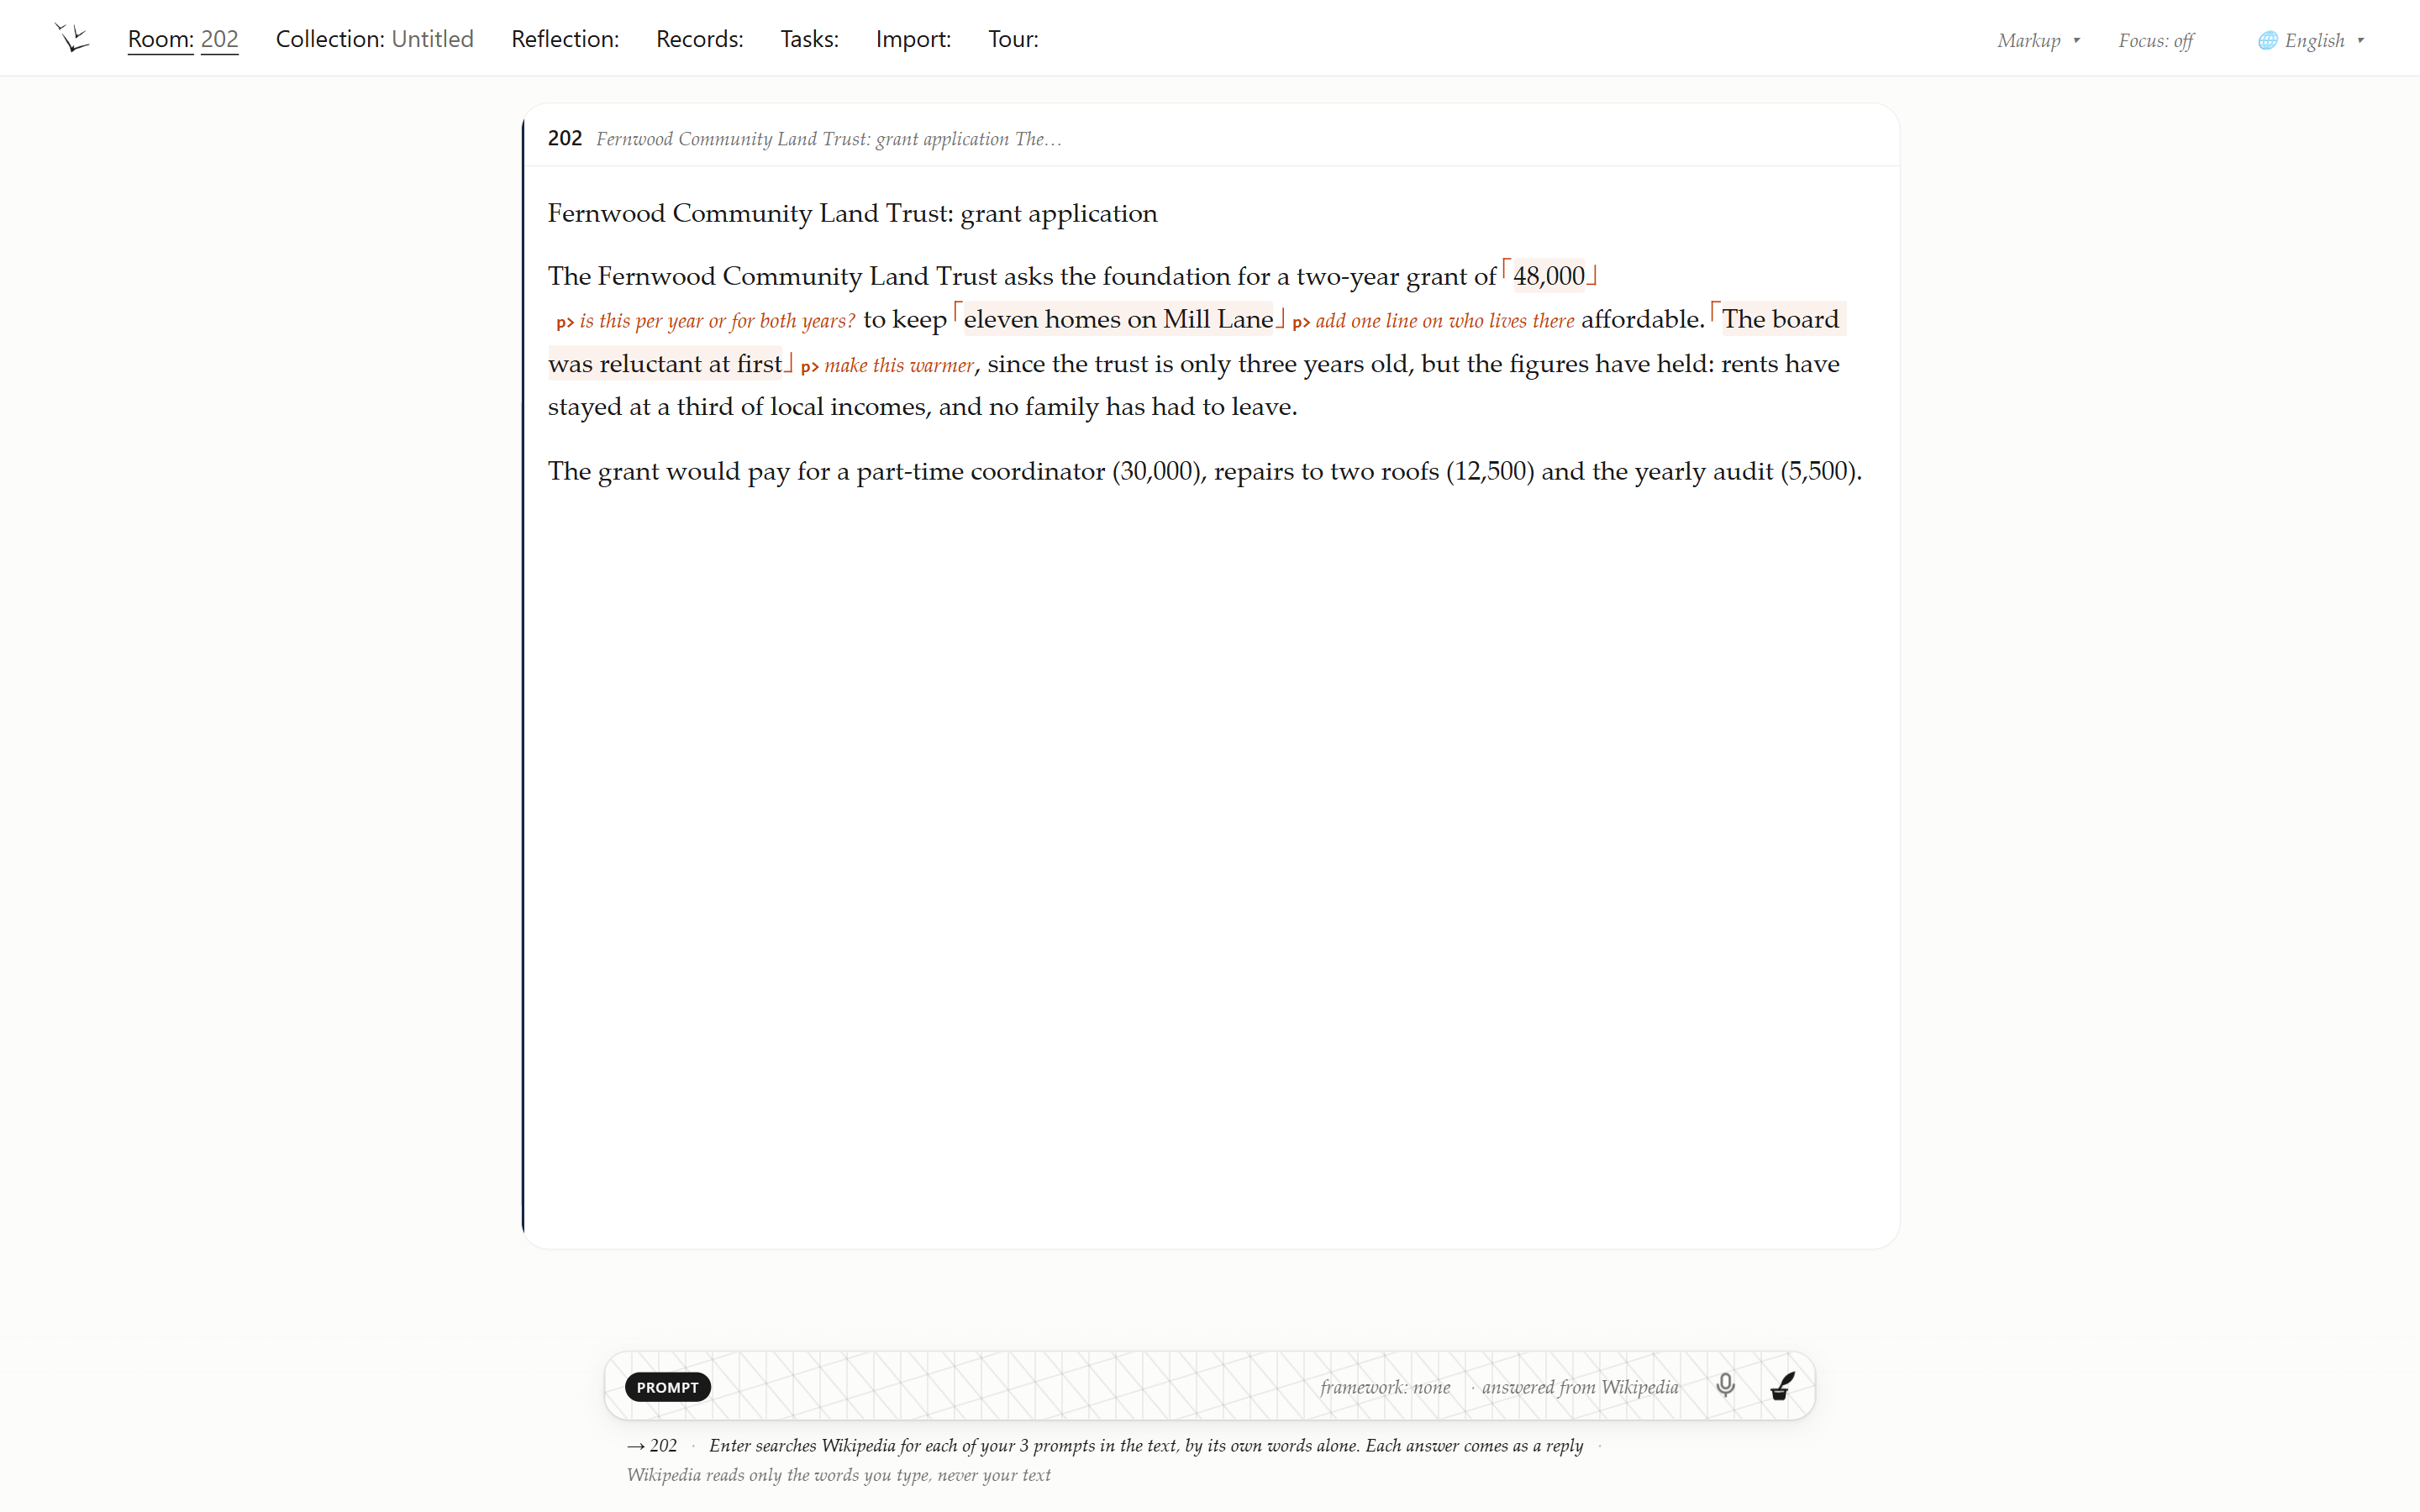 Room: 202 Collection: Untitled Reflection: Records: Tasks: Import: Tour: Markup ▾ Focus: off 🌐 English ▾
202 Fernwood Community Land Trust: grant application The…
Fernwood Community Land Trust: grant application
The Fernwood Community Land Trust asks the foundation for a two-year grant of ⌈48,000⌋
p> is this per year or for both years? to keep ⌈eleven homes on Mill Lane⌋ p> add one line on who lives there affordable. ⌈The board
was reluctant at first⌋ p> make this warmer, since the trust is only three years old, but the figures have held: rents have
stayed at a third of local incomes, and no family has had to leave.
The grant would pay for a part-time coordinator (30,000), repairs to two roofs (12,500) and the yearly audit (5,500).
PROMPT framework: none · answered from Wikipedia
→ 202 · Enter searches Wikipedia for each of your 3 prompts in the text, by its own words alone. Each answer comes as a reply ·
Wikipedia reads only the words you type, never your text